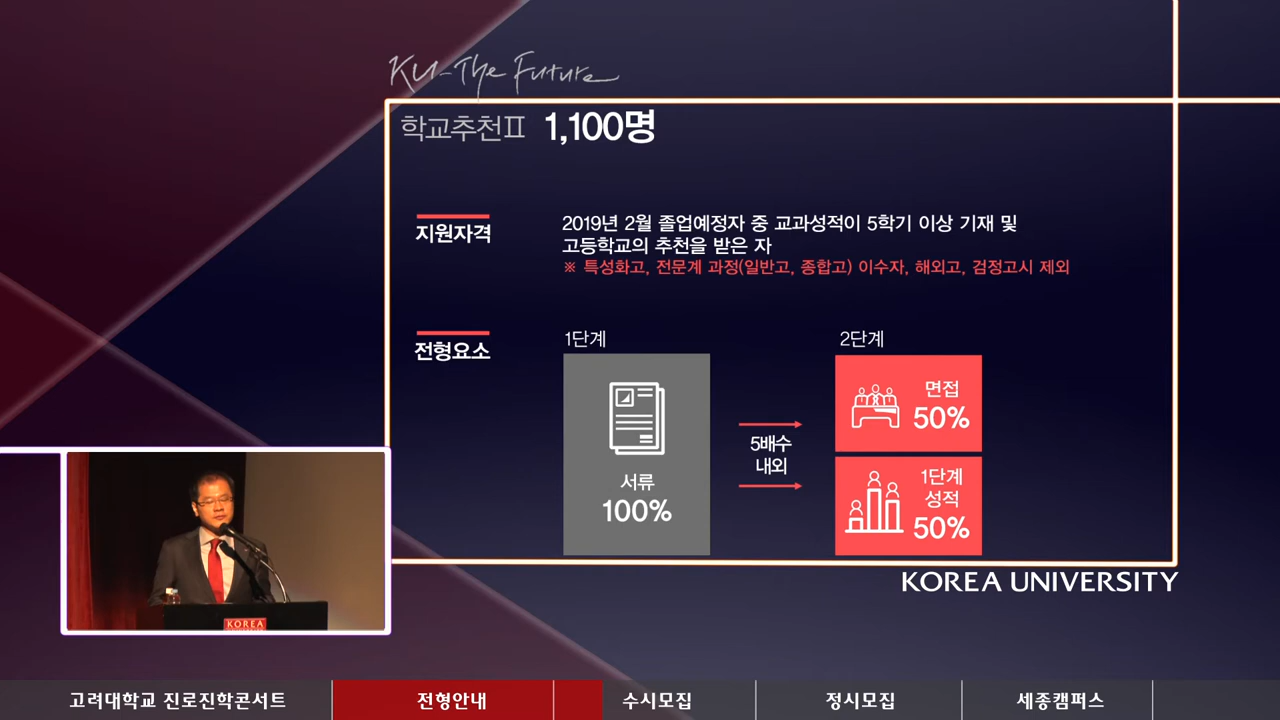 KU-The Future
학교추천Ⅱ 1,100명
지원자격
2019년 2월 졸업예정자 중 교과성적이 5학기 이상 기재 및
고등학교의 추천을 받은 자
※ 특성화고, 전문계 과정(일반고, 종합고) 이수자, 해외고, 검정고시 제외
전형요소
1단계
서류
100%
5배수
내외
2단계
면접
50%
1단계
성적
50%
KOREA UNIVERSITY
KOREA
고려대학교 진로진학콘서트 전형안내 수시모집 정시모집 세종캠퍼스